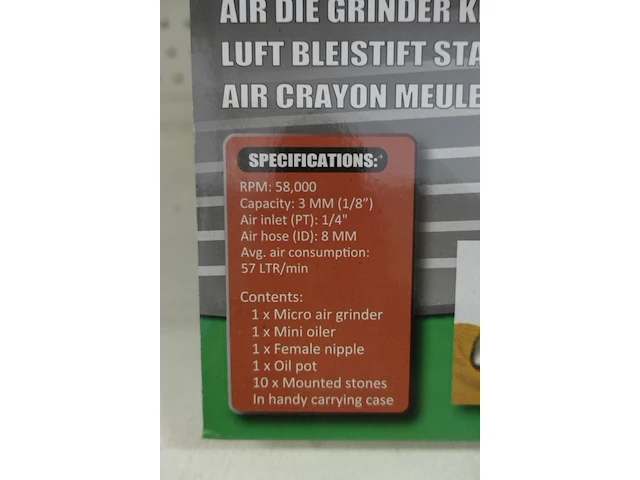 AIR DIE GRINDER
LUFT BLEISTIFT
AIR CRAYON MEULE
SPECIFICATIONS:*
RPM: 58,000
Capacity: 3 MM (1/8”)
Air inlet (PT): 1/4"
Air hose (ID): 8 MM
Avg. air consumption:
57 LTR/min
Contents:
1 x Micro air grinder
1 x Mini oiler
1 x Female nipple
1 x Oil pot
10 x Mounted stones
In handy carrying case